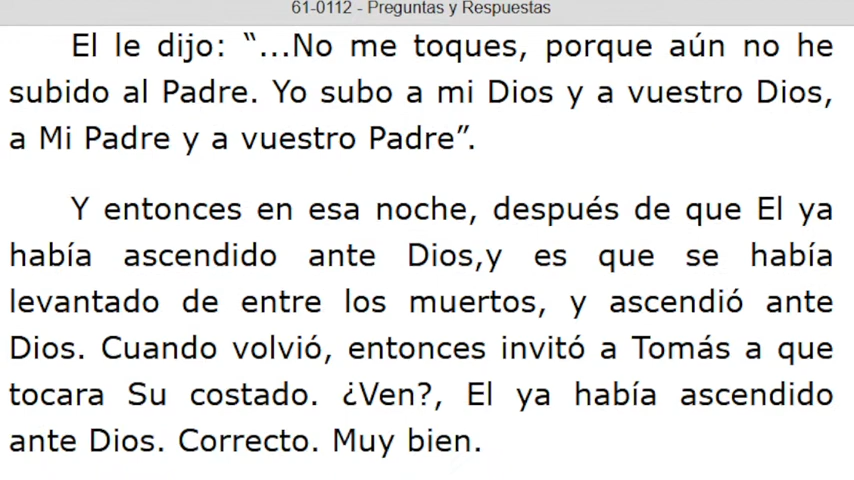 61-0112 - Preguntas y Respuestas
El le dijo: “...No me toques, porque aún no he
subido al Padre. Yo subo a mi Dios y a vuestro Dios,
a Mi Padre y a vuestro Padre”.
Y entonces en esa noche, después de que El ya
había ascendido ante Dios,y es que se había
levantado de entre los muertos, y ascendió ante
Dios. Cuando volvió, entonces invitó a Tomás a que
tocara Su costado. ¿Ven?, El ya había ascendido
ante Dios. Correcto. Muy bien.